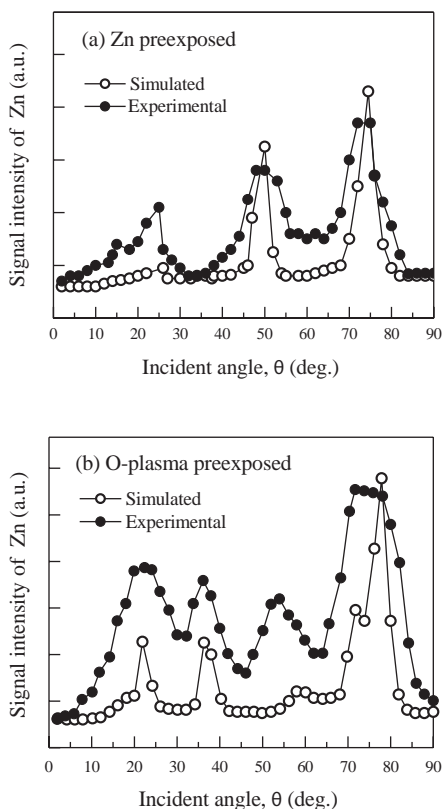 (a) Zn preexposed
Simulated
Experimental
Signal intensity of Zn (a.u.)
0 10 20 30 40 50 60 70 80 90
Incident angle, θ (deg.)
(b) O-plasma preexposed
Simulated
Experimental
Signal intensity of Zn (a.u.)
0 10 20 30 40 50 60 70 80 90
Incident angle, θ (deg.)